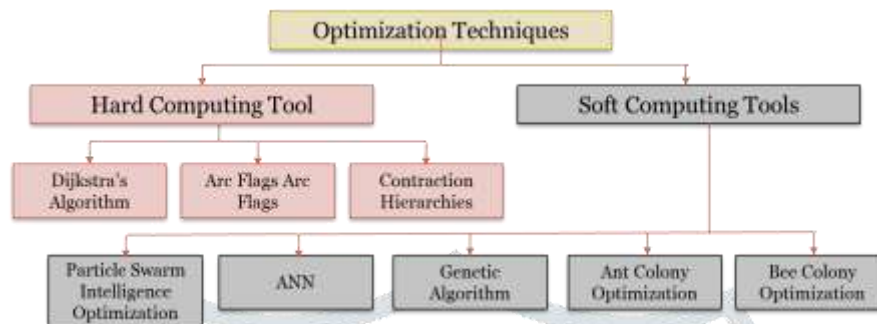 Optimization Techniques
Hard Computing Tool
Soft Computing Tools
Dijkstra's
Algorithm
Arc Flags Arc
Flags
Contraction
Hierarchies
Particle Swarm
Intelligence
Optimization
ANN
Genetic
Algorithm
Ant Colony
Optimization
Bee Colony
Optimization